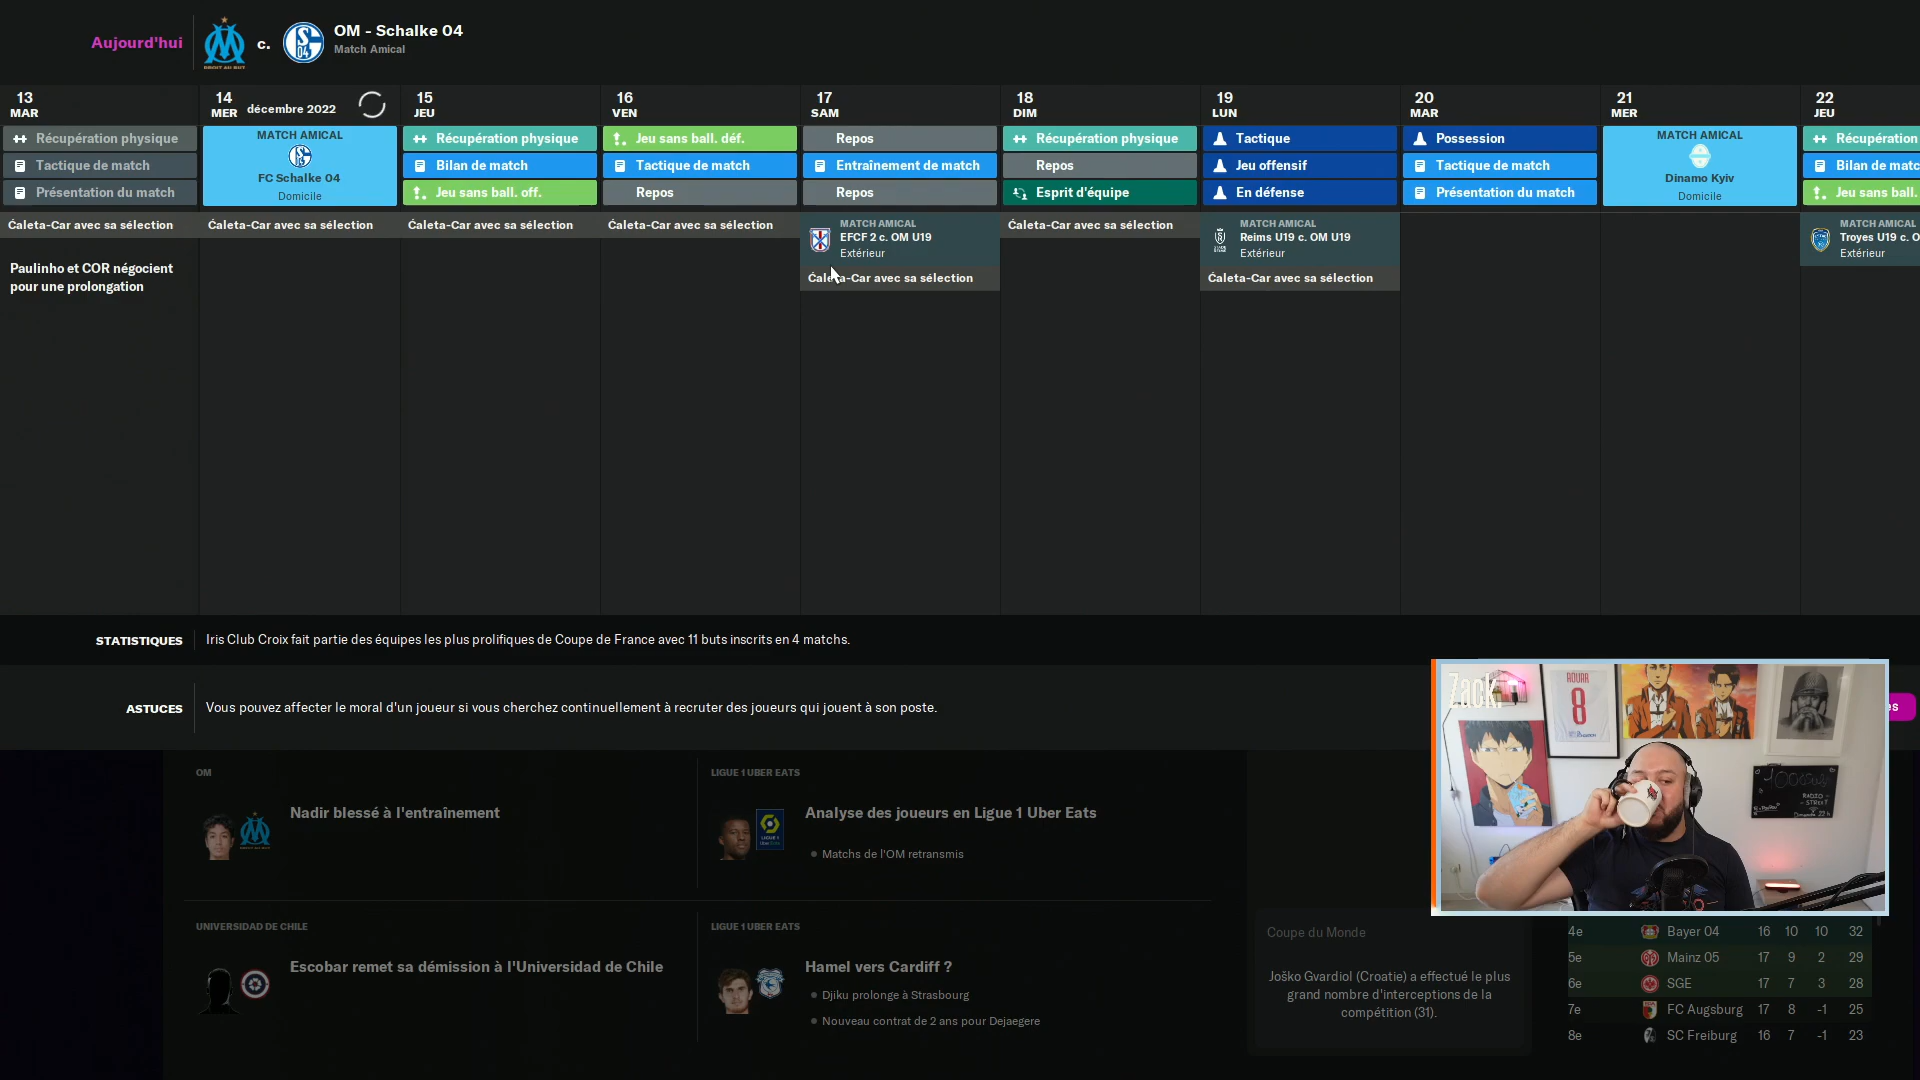 Aujourd'hui
c.
OM - Schalke 04
Match Amical
13
MAR
14
MER
décembre 2022
15
JEU
16
VEN
17
SAM
18
DIM
19
LUN
20
MAR
21
MER
22
JEU
Récupération physique
Tactique de match
Présentation du match
MATCH AMICAL
FC Schalke 04
Domicile
Récupération physique
Bilan de match
Jeu sans ball. off.
Jeu sans ball. déf.
Tactique de match
Repos
Repos
Entraînement de match
Repos
Récupération physique
Repos
Esprit d'équipe
Tactique
Jeu offensif
En défense
Possession
Tactique de match
Présentation du match
MATCH AMICAL
Dinamo Kyiv
Domicile
Récupération
Bilan de matc
Jeu sans ball.
Ćaleta-Car avec sa sélection
Ćaleta-Car avec sa sélection
Ćaleta-Car avec sa sélection
Ćaleta-Car avec sa sélection
MATCH AMICAL
EFCF 2 c. OM U19
Extérieur
Ćaleta-Car avec sa sélection
Ćaleta-Car avec sa sélection
MATCH AMICAL
Reims U19 c. OM U19
Extérieur
Ćaleta-Car avec sa sélection
MATCH AMICAL
Troyes U19 c. O
Extérieur
Paulinho et COR négocient
pour une prolongation
STATISTIQUES
Iris Club Croix fait partie des équipes les plus prolifiques de Coupe de France avec 11 buts inscrits en 4 matchs.
ASTUCES
Vous pouvez affecter le moral d'un joueur si vous cherchez continuellement à recruter des joueurs qui jouent à son poste.
es
Zack.
AOUAR
8
OM
Nadir blessé à l'entraînement
LIGUE 1 UBER EATS
Analyse des joueurs en Ligue 1 Uber Eats
Matchs de l'OM retransmis
UNIVERSIDAD DE CHILE
Escobar remet sa démission à l'Universidad de Chile
LIGUE 1 UBER EATS
Hamel vers Cardiff ?
Djiku prolonge à Strasbourg
Nouveau contrat de 2 ans pour Dejaegere
Coupe du Monde
Joško Gvardiol (Croatie) a effectué le plus
grand nombre d'interceptions de la
compétition (31).
4e Bayer 04 16 10 10 32
5e Mainz 05 17 9 2 29
6e SGE 17 7 3 28
7e FC Augsburg 17 8 -1 25
8e SC Freiburg 16 7 -1 23